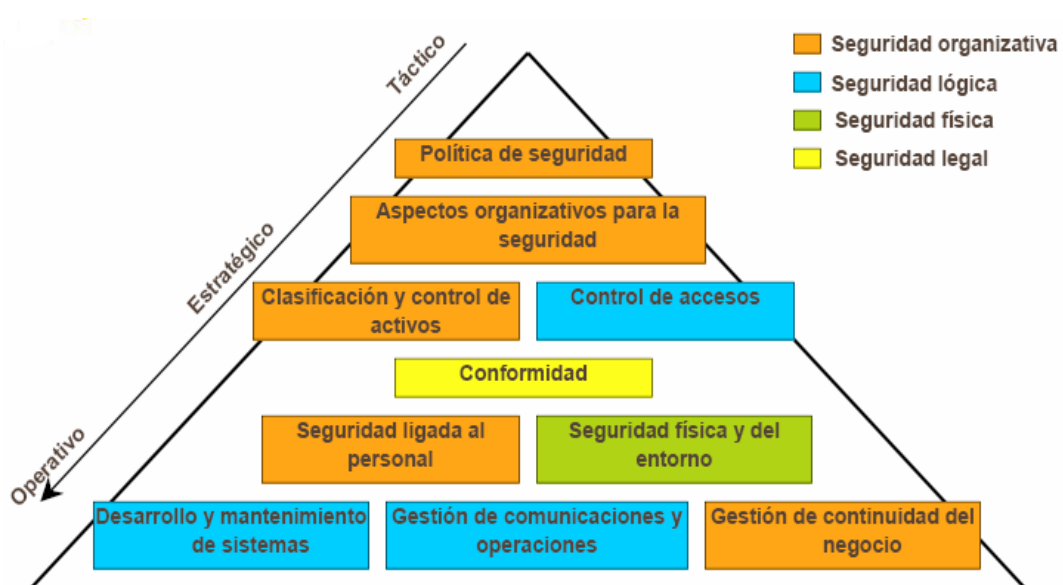 Táctico
Estratégico
Operativo
Seguridad organizativa
Seguridad lógica
Seguridad física
Seguridad legal
Política de seguridad
Aspectos organizativos para la
seguridad
Clasificación y control de
activos
Control de accesos
Conformidad
Seguridad ligada al
personal
Seguridad física y del
entorno
Desarrollo y mantenimiento
de sistemas
Gestión de comunicaciones y
operaciones
Gestión de continuidad del
negocio